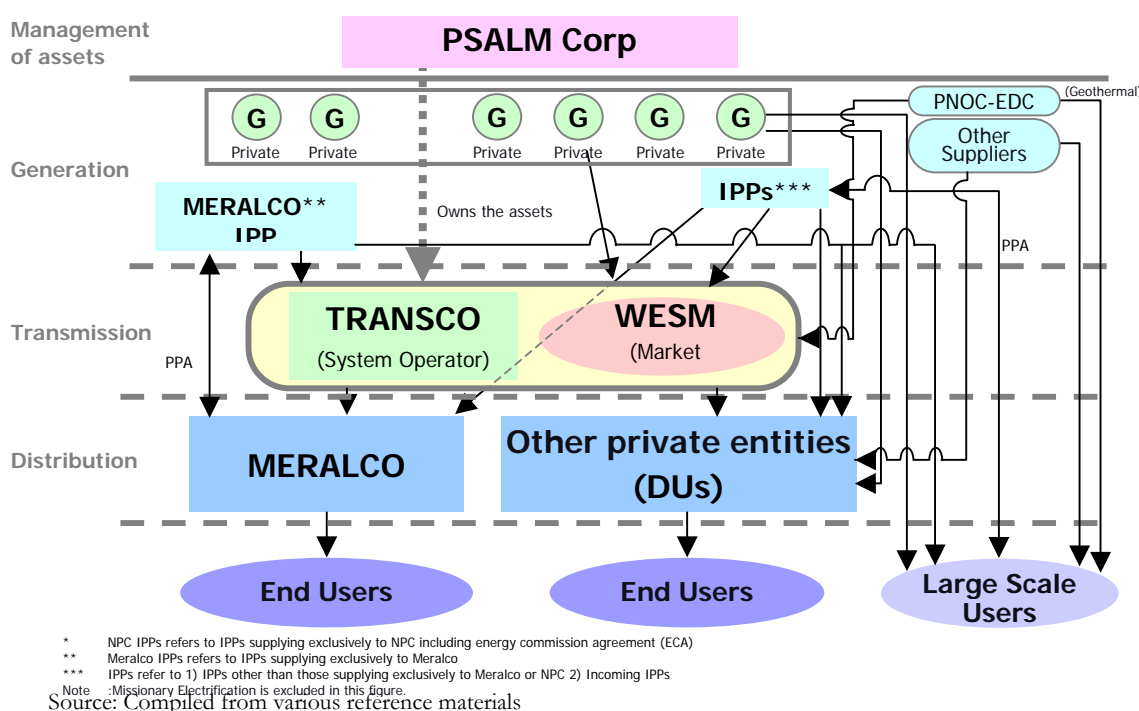 Management
of assets
PSALM Corp
G
G
G
G
G
G
Private
Private
Private
Private
Private
Private
PNOC-EDC
(Geothermal)
Other
Suppliers
Generation
MERALCO**
IPP
Owns the assets
IPPs***
PPA
Transmission
TRANSCO
(System Operator)
WESM
(Market
PPA
Distribution
MERALCO
Other private entities
(DUs)
End Users
End Users
Large Scale
Users
* NPC IPPs refers to IPPs supplying exclusively to NPC including energy commission agreement (ECA)
** Meralco IPPs refers to IPPs supplying exclusively to Meralco
*** IPPs refer to 1) IPPs other than those supplying exclusively to Meralco or NPC 2) Incoming IPPs
Note :Missionary Electrification is excluded in this figure.
Source: Compiled from various reference materials